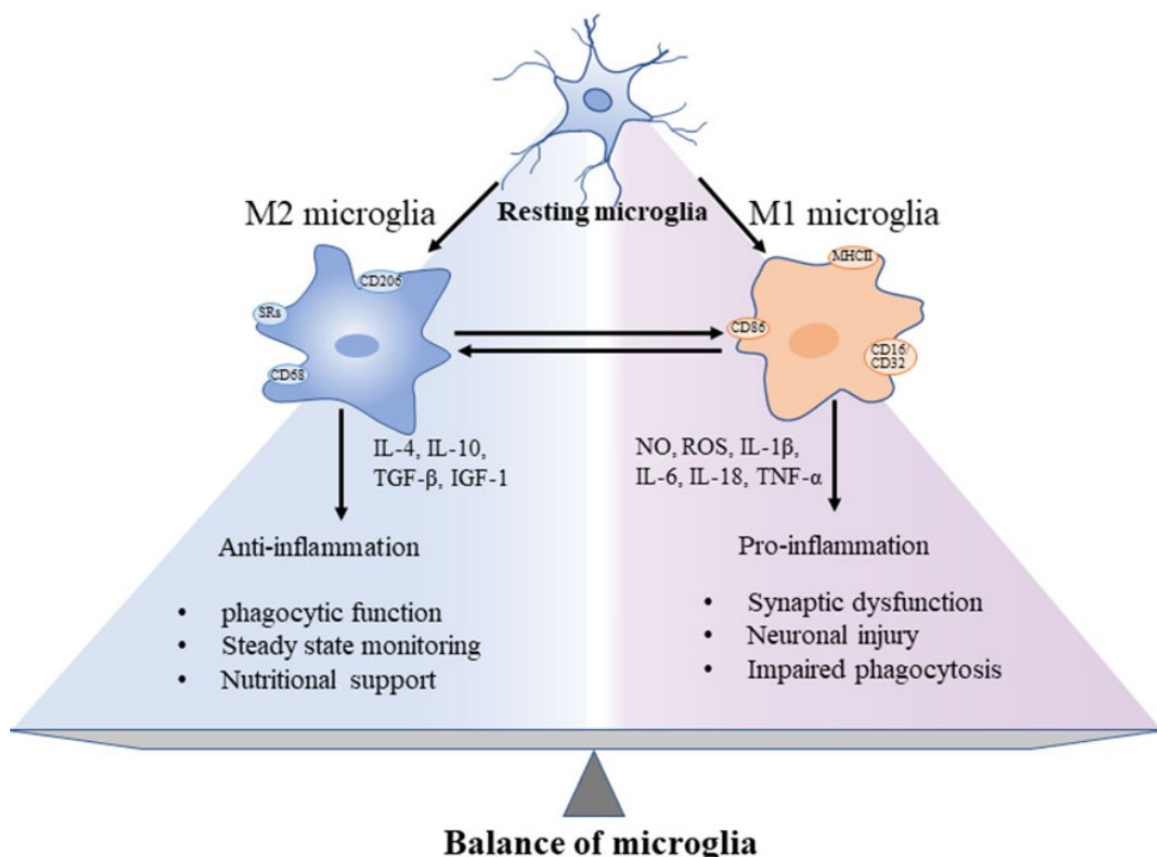 Resting microglia
M2 microglia
CD206
SRs
CD68
M1 microglia
MHCII
CD86
CD16/
CD32
IL-4, IL-10,
TGF-β, IGF-1
NO, ROS, IL-1β,
IL-6, IL-18, TNF-α
Anti-inflammation
• phagocytic function
• Steady state monitoring
• Nutritional support
Pro-inflammation
• Synaptic dysfunction
• Neuronal injury
• Impaired phagocytosis
Balance of microglia